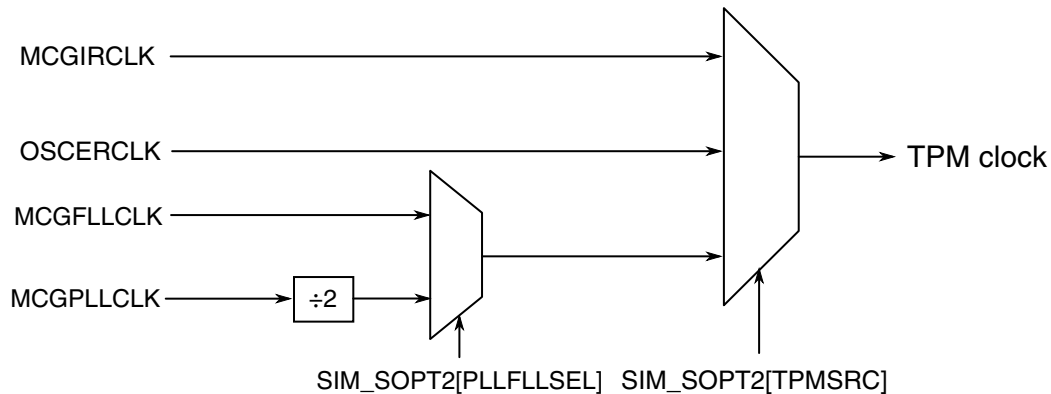 MCGIRCLK
OSCERCLK
TPM clock
MCGFLLCLK
MCGPLLCLK
÷2
SIM_SOPT2[PLLFLLSEL]
SIM_SOPT2[TPMSRC]